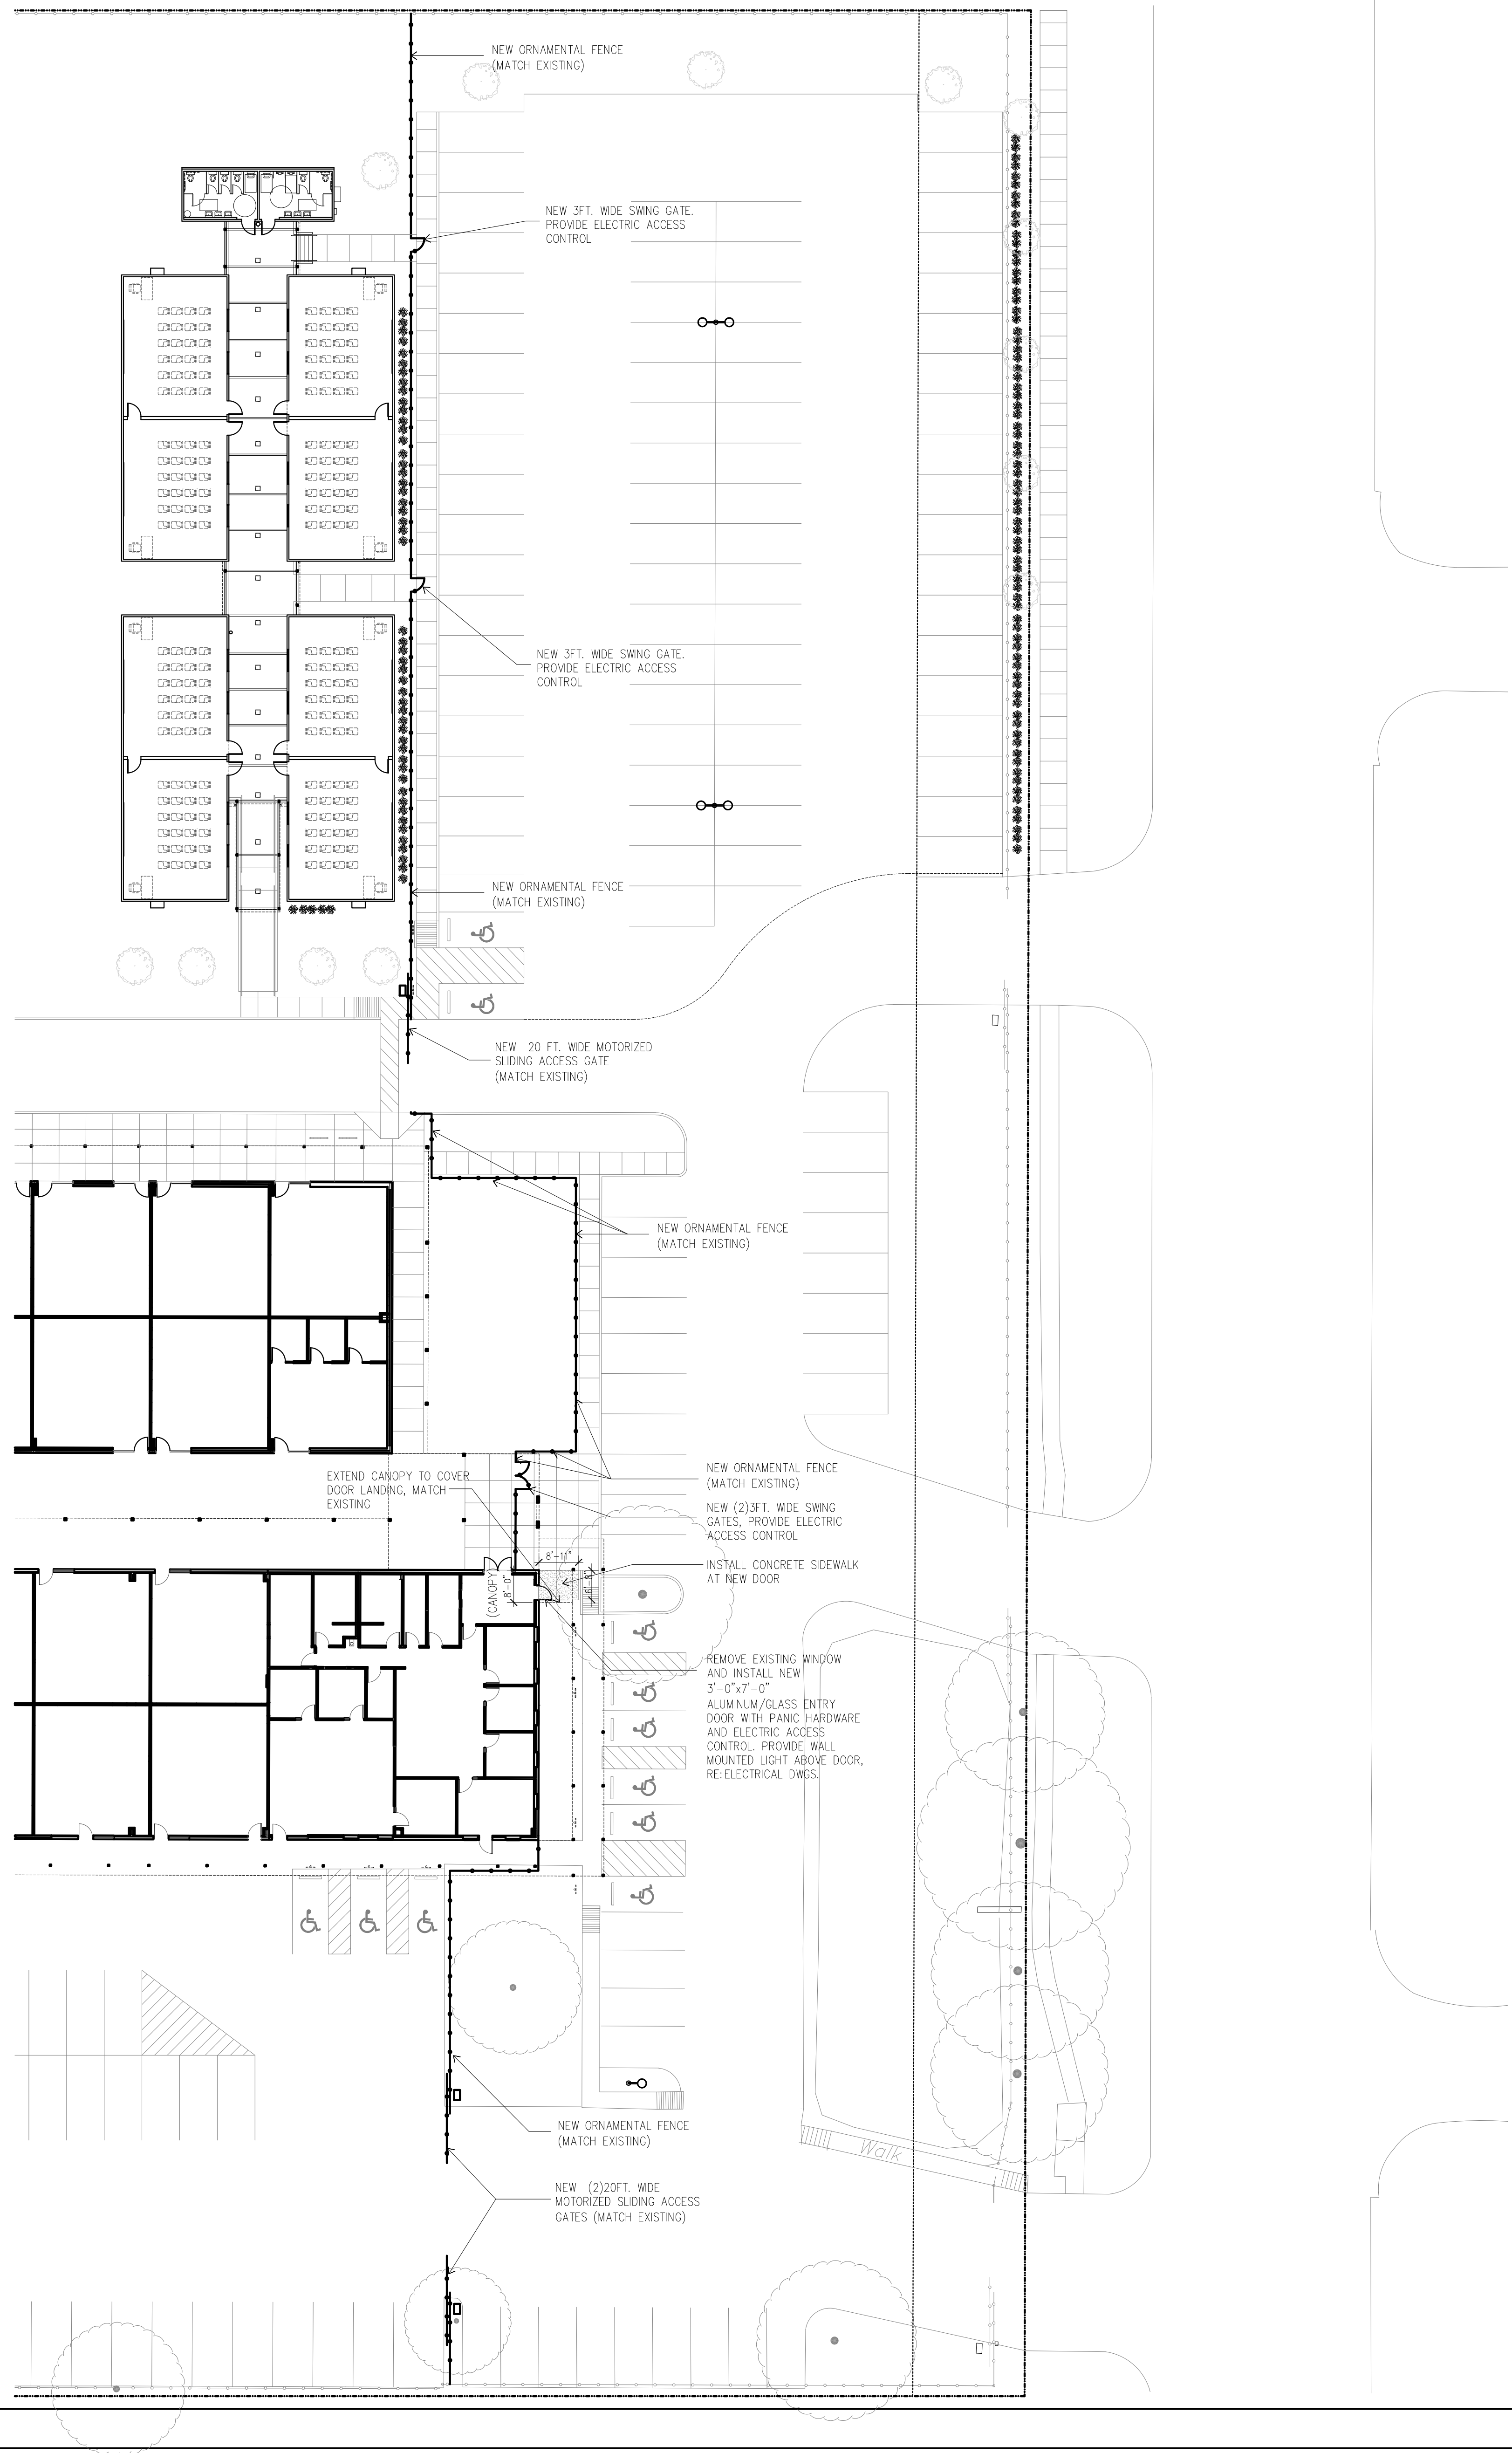 NEW ORNAMENTAL FENCE
(MATCH EXISTING)
NEW 3FT. WIDE SWING GATE.
PROVIDE ELECTRIC ACCESS
CONTROL
NEW 3FT. WIDE SWING GATE.
PROVIDE ELECTRIC ACCESS
CONTROL
NEW ORNAMENTAL FENCE
(MATCH EXISTING)
NEW 20 FT. WIDE MOTORIZED
SLIDING ACCESS GATE
(MATCH EXISTING)
NEW ORNAMENTAL FENCE
(MATCH EXISTING)
NEW ORNAMENTAL FENCE
(MATCH EXISTING)
EXTEND CANOPY TO COVER
DOOR LANDING, MATCH
EXISTING
NEW (2)3FT. WIDE SWING
GATES, PROVIDE ELECTRIC
ACCESS CONTROL
8'-11"
INSTALL CONCRETE SIDEWALK
AT NEW DOOR
(CANOPY)
8'-0"
6'-8"
REMOVE EXISTING WINDOW
AND INSTALL NEW
3'-0"x7'-0"
ALUMINUM/GLASS ENTRY
DOOR WITH PANIC HARDWARE
AND ELECTRIC ACCESS
CONTROL. PROVIDE WALL
MOUNTED LIGHT ABOVE DOOR,
RE:ELECTRICAL DWGS.
NEW ORNAMENTAL FENCE
(MATCH EXISTING)
Walk
NEW (2)20FT. WIDE
MOTORIZED SLIDING ACCESS
GATES (MATCH EXISTING)